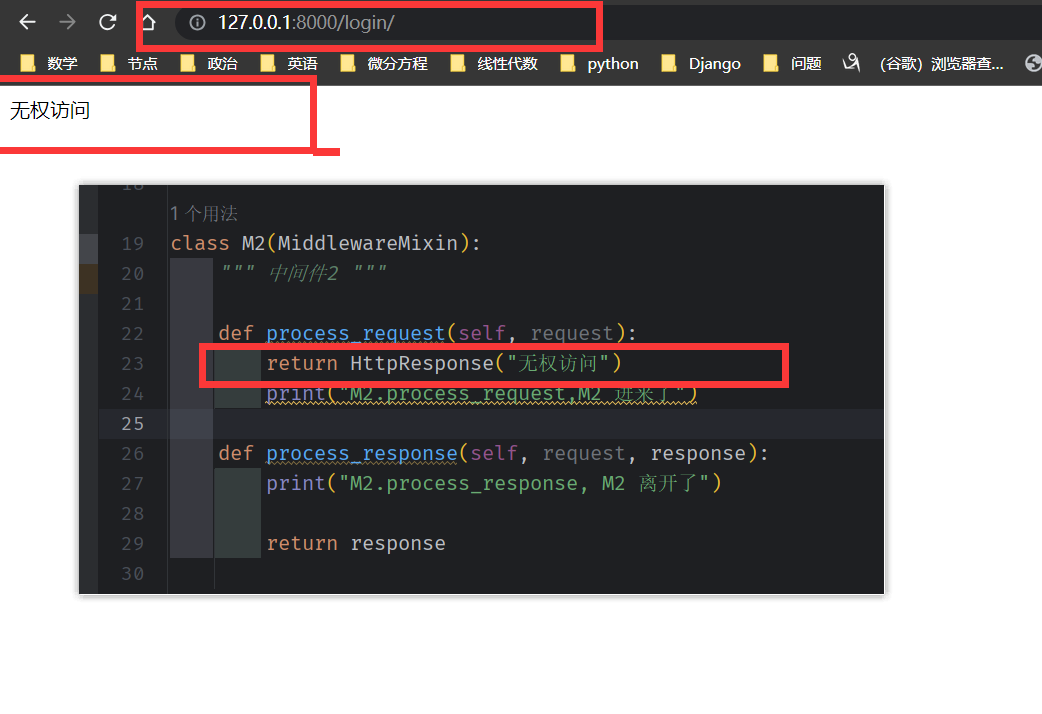 127.0.0.1:8000/login/
数学 节点 政治 英语 微分方程 线性代数 python Django 问题 (谷歌) 浏览器查...
无权访问
18
1 个用法
19 class M2(MiddlewareMixin):
20 """ 中间件2 """
21
22 def process_request(self, request):
23 return HttpResponse("无权访问")
24 print("M2.process_request,M2 进来了")
25
26 def process_response(self, request, response):
27 print("M2.process_response, M2 离开了")
28
29 return response
30